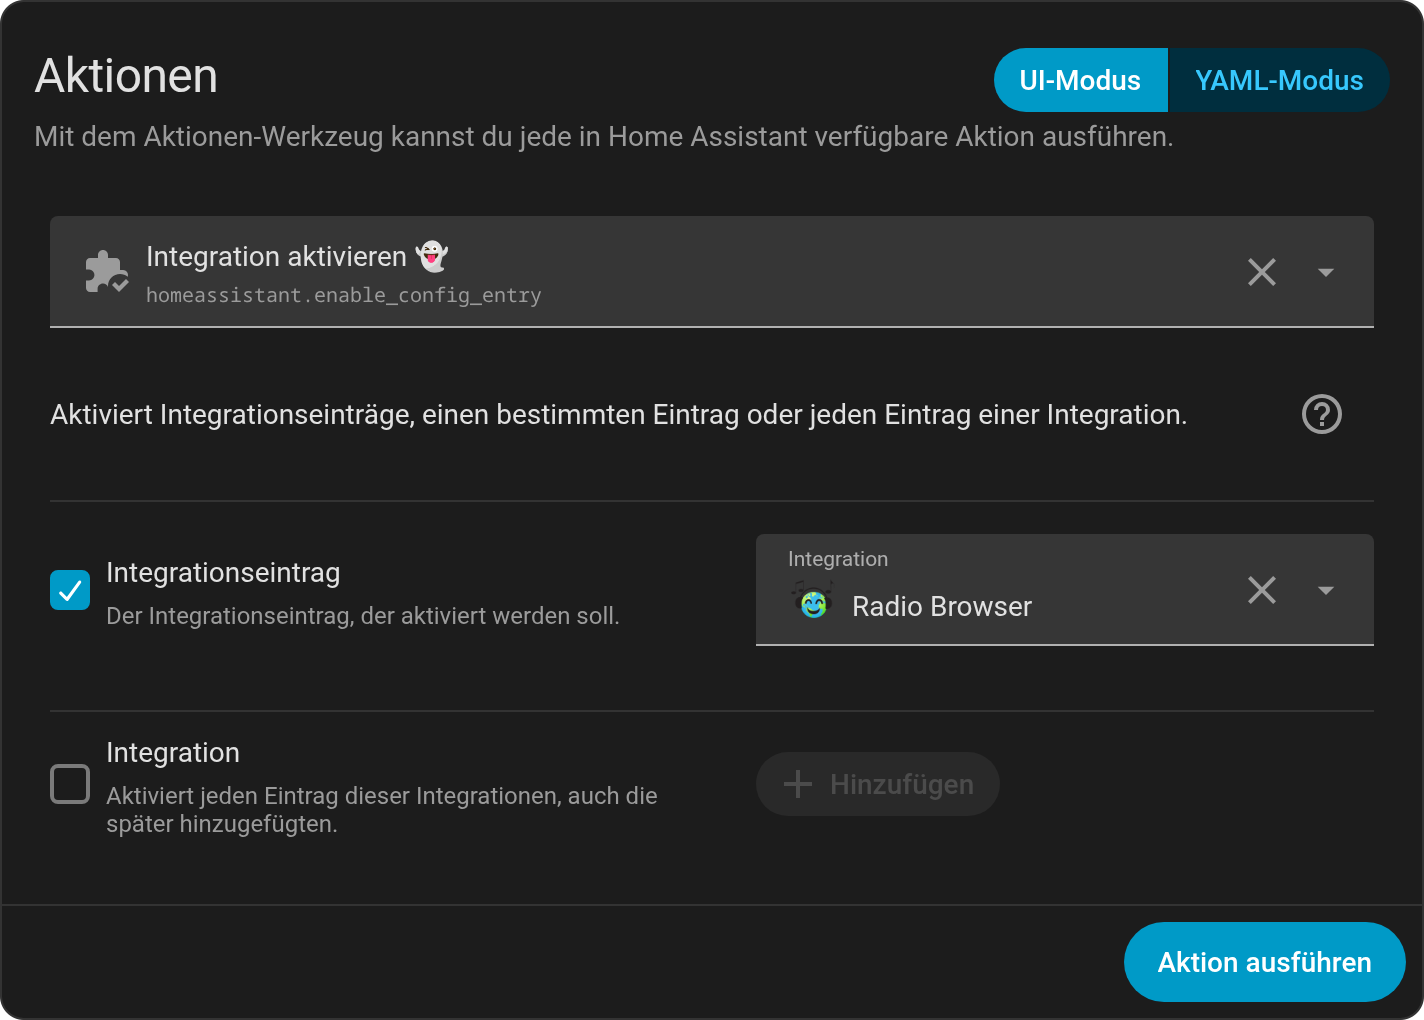 Aktionen
UI-Modus
YAML-Modus
Mit dem Aktionen-Werkzeug kannst du jede in Home Assistant verfügbare Aktion ausführen.
Integration aktivieren 👻
homeassistant.enable_config_entry
Aktiviert Integrationseinträge, einen bestimmten Eintrag oder jeden Eintrag einer Integration.
Integrationseintrag
Der Integrationseintrag, der aktiviert werden soll.
Integration
Radio Browser
Integration
Aktiviert jeden Eintrag dieser Integrationen, auch die
später hinzugefügten.
Hinzufügen
Aktion ausführen